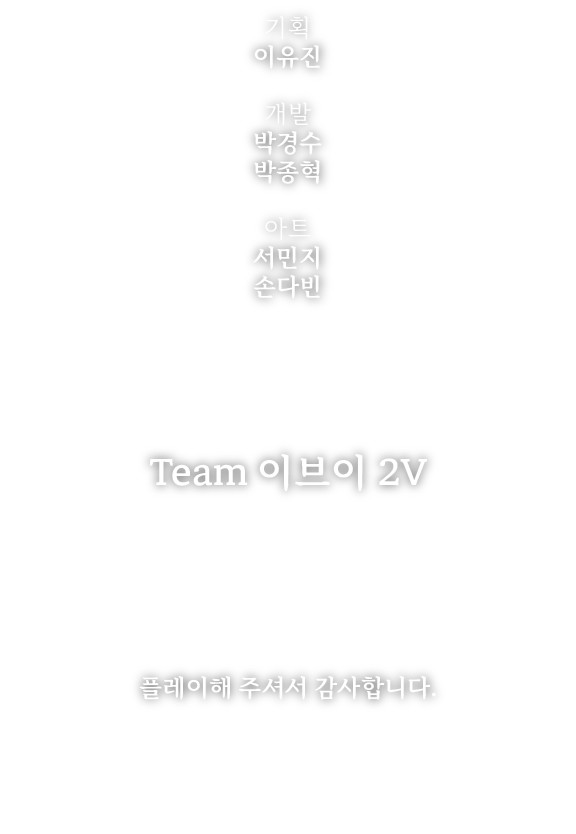 기획
이유진
개발
박경수
박종혁
아트
서민지
손다빈
Team 이브이 2V
플레이해 주셔서 감사합니다.